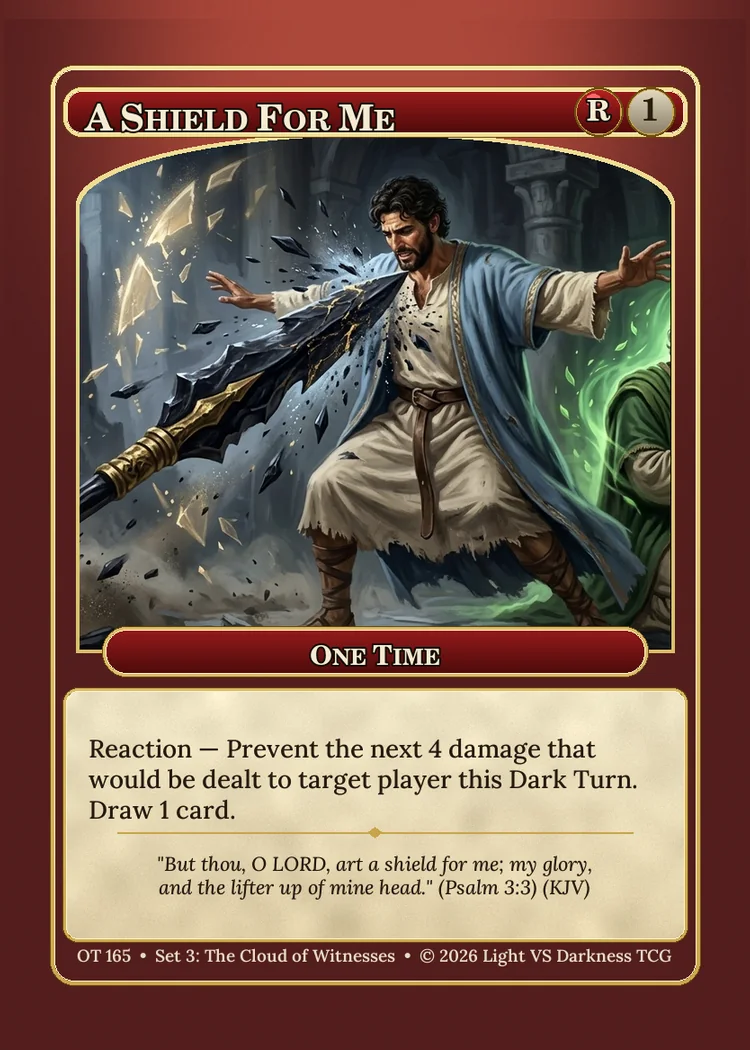 A Shield For Me R 1
One Time
Reaction — Prevent the next 4 damage that
would be dealt to target player this Dark Turn.
Draw 1 card.
"But thou, O LORD, art a shield for me; my glory,
and the lifter up of mine head." (Psalm 3:3) (KJV)
OT 165 • Set 3: The Cloud of Witnesses • © 2026 Light VS Darkness TCG